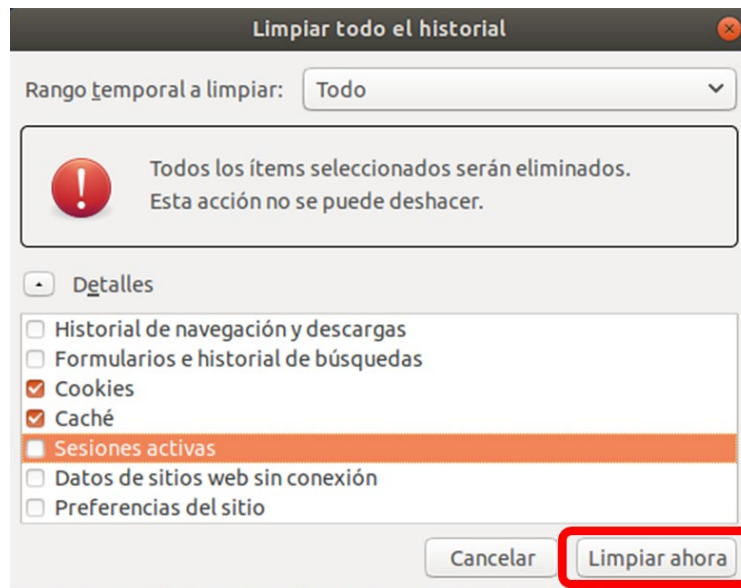 Limpiar todo el historial
Rango temporal a limpiar: Todo
Todos los ítems seleccionados serán eliminados.
Esta acción no se puede deshacer.
Detalles
Historial de navegación y descargas
Formularios e historial de búsquedas
Cookies
Caché
Sesiones activas
Datos de sitios web sin conexión
Preferencias del sitio
Cancelar Limpiar ahora